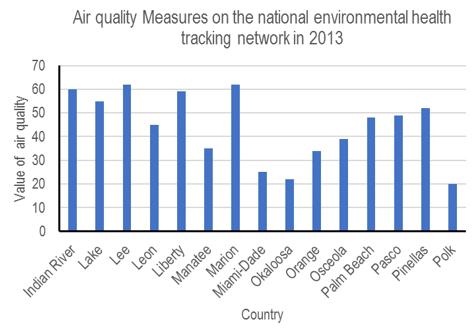 Air quality Measures on the national environmental health
tracking network in 2013
Value of air quality
70
60
50
40
30
20
10
0
Indian River
Lake
Lee
Leon
Liberty
Manatee
Marion
Miami-Dade
Okaloosa
Orange
Osceola
Palm Beach
Pasco
Pinellas
Polk
Country